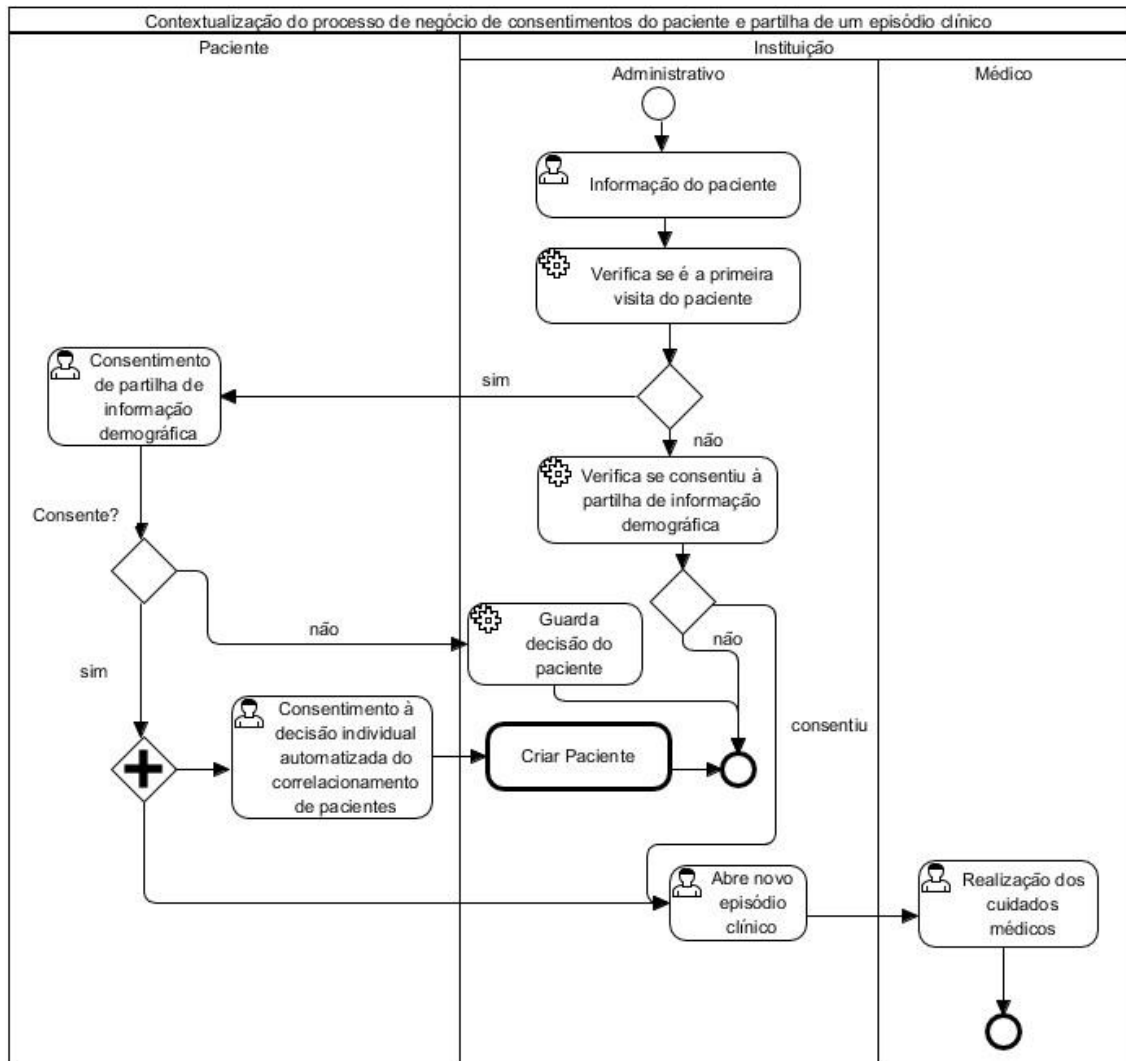 Contextualização do processo de negócio de consentimentos do paciente e partilha de um episódio clínico
Paciente
Instituição
Administrativo
Médico
Informação do paciente
Verifica se é a primeira
visita do paciente
Consentimento
de partilha de
informação
demográfica
sim
não
Verifica se consentiu à
partilha de informação
demográfica
Consente?
não
Guarda
decisão do
paciente
não
sim
Consentimento à
decisão individual
automatizada do
correlacionamento
de pacientes
Criar Paciente
consentiu
Abre novo
episódio
clínico
Realização dos
cuidados
médicos